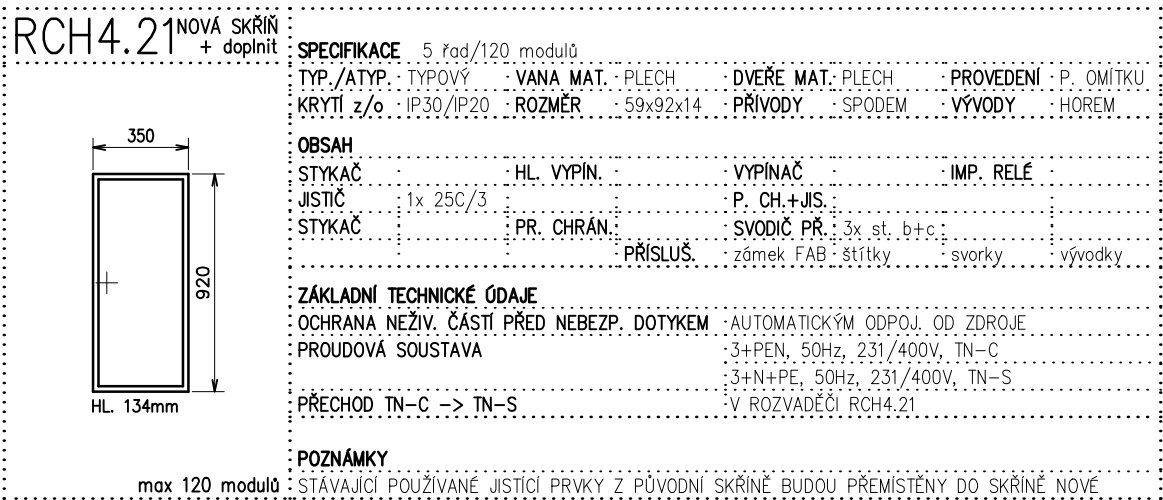 RCH4.21 NOVÁ SKŘÍŇ
+ doplnit
SPECIFIKACE 5 řad/120 modulů
TYP./ATYP. TYPOVÝ VANA MAT. PLECH DVEŘE MAT. PLECH PROVEDENÍ P. OMÍTKU
KRYTÍ z/o IP30/IP20 ROZMĚR 59x92x14 PŘÍVODY SPODEM VÝVODY HOREM
350
920
HL. 134mm
max 120 modulů
OBSAH
STYKAČ HL. VYPÍN. VYPÍNAČ IMP. RELÉ
JISTIČ 1x 25C/3 P. CH.+JIS.
STYKAČ PR. CHRÁN. SVODIČ PŘ. 3x st. b+c
PŘÍSLUŠ. zámek FAB štítky svorky vývodky
ZÁKLADNÍ TECHNICKÉ ÚDAJE
OCHRANA NEŽIV. ČÁSTÍ PŘED NEBEZP. DOTYKEM AUTOMATICKÝM ODPOJ. OD ZDROJE
PROUDOVÁ SOUSTAVA 3+PEN, 50Hz, 231/400V, TN-C
3+N+PE, 50Hz, 231/400V, TN-S
PŘECHOD TN-C -> TN-S V ROZVADĚČI RCH4.21
POZNÁMKY
STÁVAJÍCÍ POUŽÍVANÉ JISTÍCÍ PRVKY Z PŮVODNÍ SKŘÍNĚ BUDOU PŘEMÍSTĚNY DO SKŘÍNĚ NOVÉ